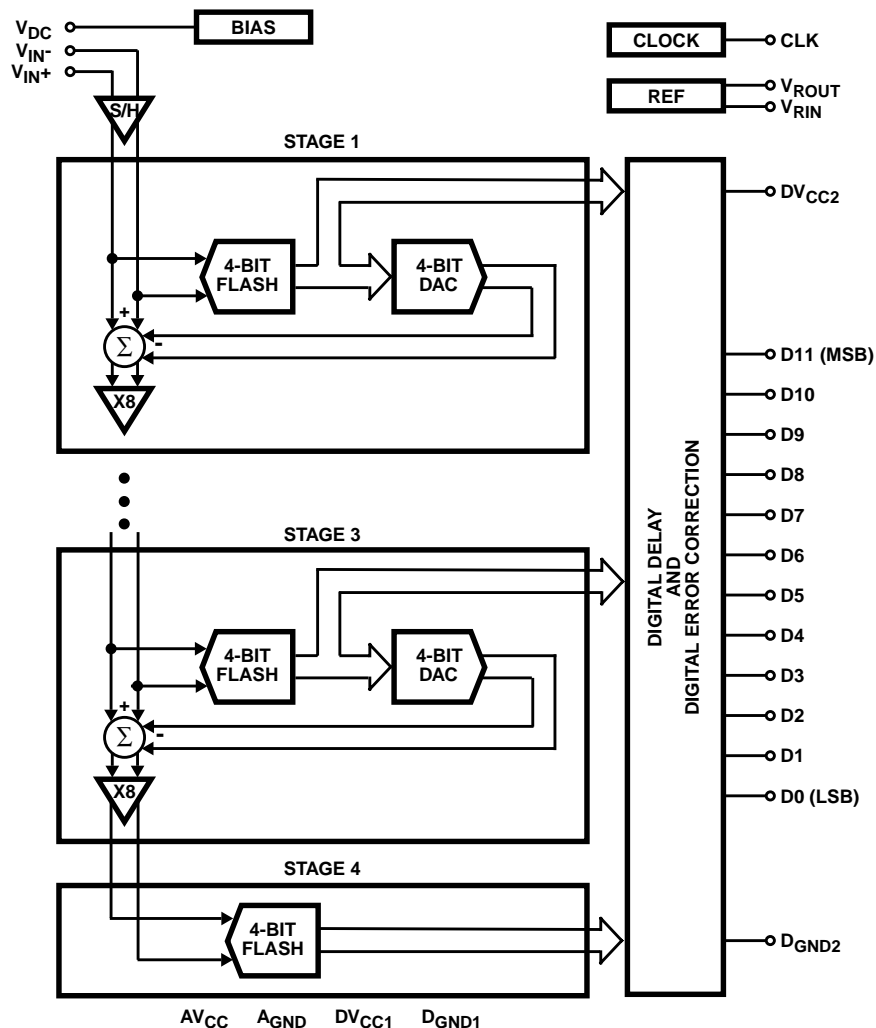 V_DC
BIAS
V_IN-
V_IN+
S/H
CLOCK
CLK
REF
V_ROUT
V_RIN
STAGE 1
4-BIT
FLASH
4-BIT
DAC
+
-
Σ
X8
STAGE 3
4-BIT
FLASH
4-BIT
DAC
+
-
Σ
X8
STAGE 4
4-BIT
FLASH
DIGITAL DELAY
AND
DIGITAL ERROR CORRECTION
DV_CC2
D11 (MSB)
D10
D9
D8
D7
D6
D5
D4
D3
D2
D1
D0 (LSB)
D_GND2
AV_CC A_GND DV_CC1 D_GND1